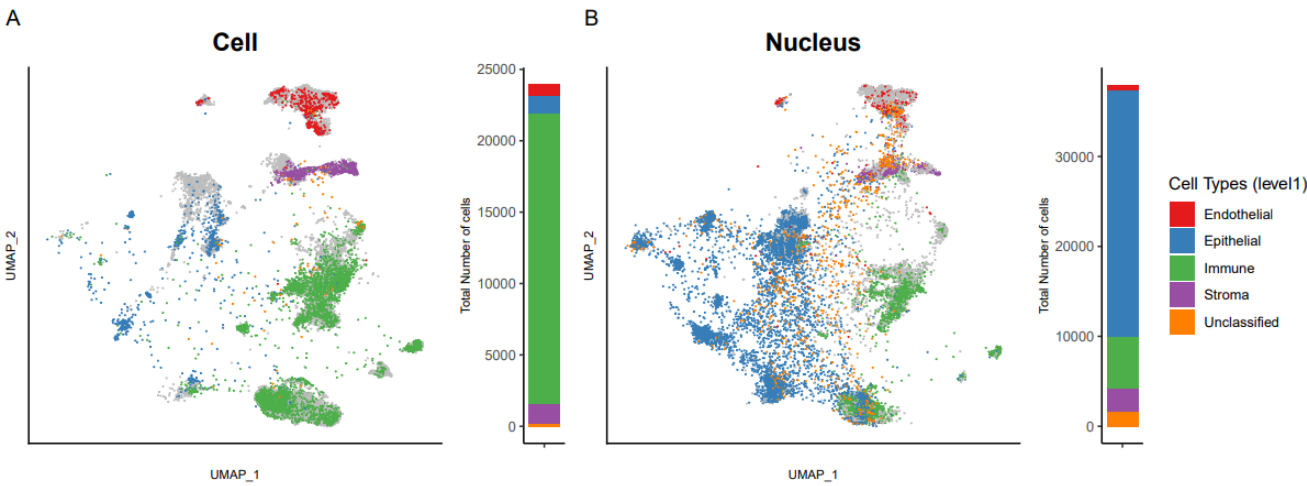 A
Cell
UMAP_2
UMAP_1
Total Number of cells
25000
20000
15000
10000
5000
0
B
Nucleus
UMAP_2
UMAP_1
Total Number of cells
30000
20000
10000
0
Cell Types (level1)
Endothelial
Epithelial
Immune
Stroma
Unclassified